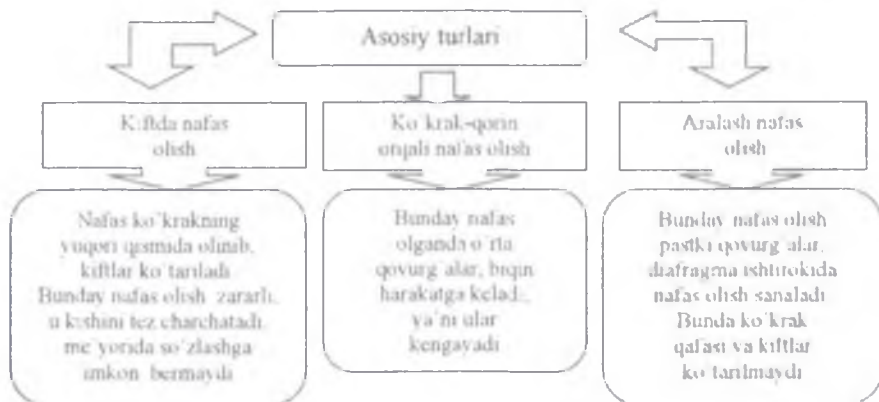 Asosiy turlari
Kiftda nafas
olish
Ko'krak-qorin
orqali nafas olish
Aralash nafas
olish
Nafas ko'krakning
yuqori qismida olinib,
kiftlar ko'tariladi
Bunday nafas olish zararli,
u kishini tez charchatadi
me'yorida so'zlashga
imkon bermaydi
Bunday nafas
olganda o'rta
qovurg'alar, biqin
harakatga keladi,
ya'ni ular
kengayadi
Bunday nafas olish
pastki qovurg'alar,
diafragma ishtirokida
nafas olish sanaladi
Bunda ko'krak
qafasi va kiftlar
ko'tarilmaydi